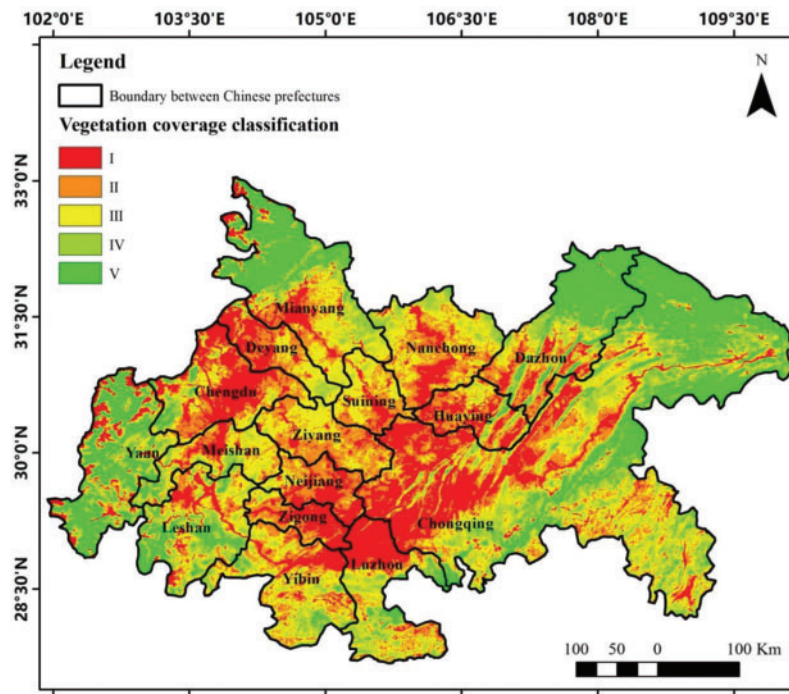 102°0'E 103°30'E 105°0'E 106°30'E 108°0'E 109°30'E
Legend
Boundary between Chinese prefectures
Vegetation coverage classification
I
II
III
IV
V
N
33°0'N
31°30'N
30°0'N
28°30'N
Mianyang
Deyang
Nanchong
Dazhou
Chengdu
Suining
Huaying
Ziyang
Yaan
Meishan
Neijiang
Zigong
Chongqing
Leshan
Luzhou
Yibin
100 50 0 100 Km